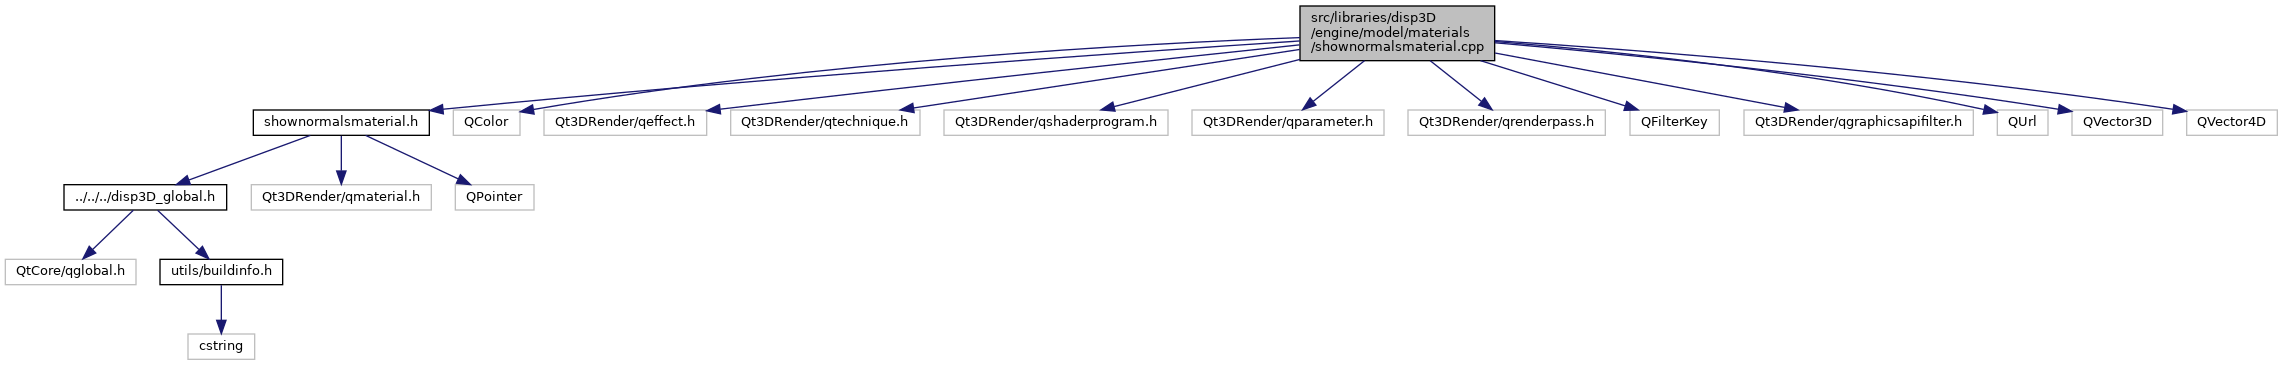 src/libraries/disp3D
/engine/model/materials
/shownormalsmaterial.cpp
shownormalsmaterial.h
QColor
Qt3DRender/qeffect.h
Qt3DRender/qtechnique.h
Qt3DRender/qshaderprogram.h
Qt3DRender/qparameter.h
Qt3DRender/qrenderpass.h
QFilterKey
Qt3DRender/qgraphicsapifilter.h
QUrl
QVector3D
QVector4D
../../../disp3D_global.h
Qt3DRender/qmaterial.h
QPointer
QtCore/qglobal.h
utils/buildinfo.h
cstring